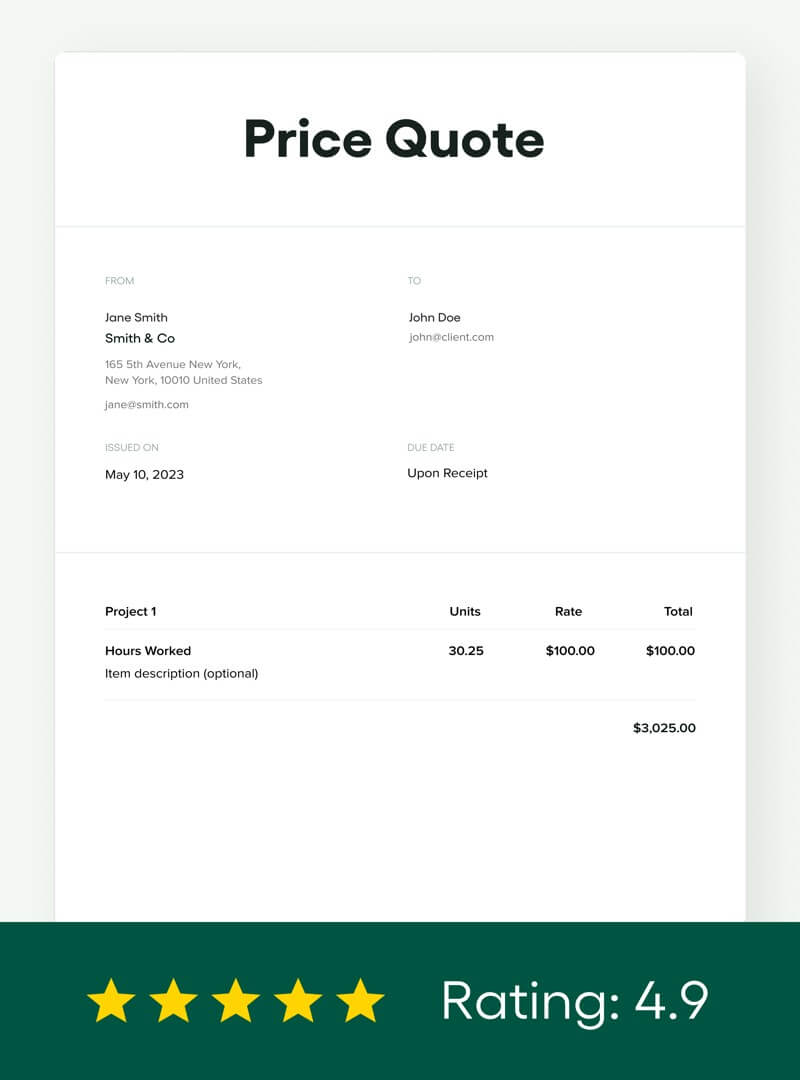 Price Quote
FROM
TO
Jane Smith
John Doe
Smith & Co
john@client.com
165 5th Avenue New York,
New York, 10010 United States
jane@smith.com
ISSUED ON
DUE DATE
May 10, 2023
Upon Receipt
Project 1 Units Rate Total
Hours Worked 30.25 $100.00 $100.00
Item description (optional)
$3,025.00
Rating: 4.9